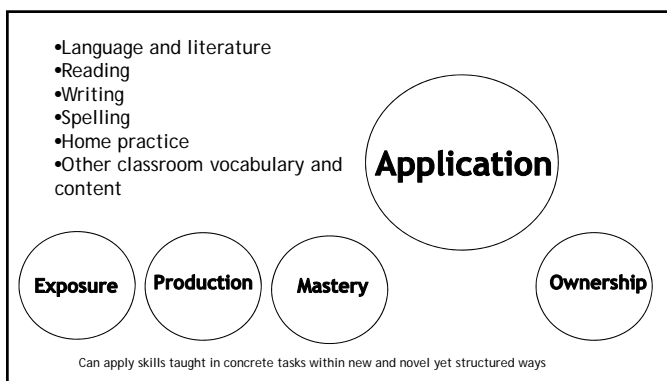 •Language and literature
•Reading
•Writing
•Spelling
•Home practice
•Other classroom vocabulary and
content
Application
Exposure
Production
Mastery
Ownership
Can apply skills taught in concrete tasks within new and novel yet structured ways